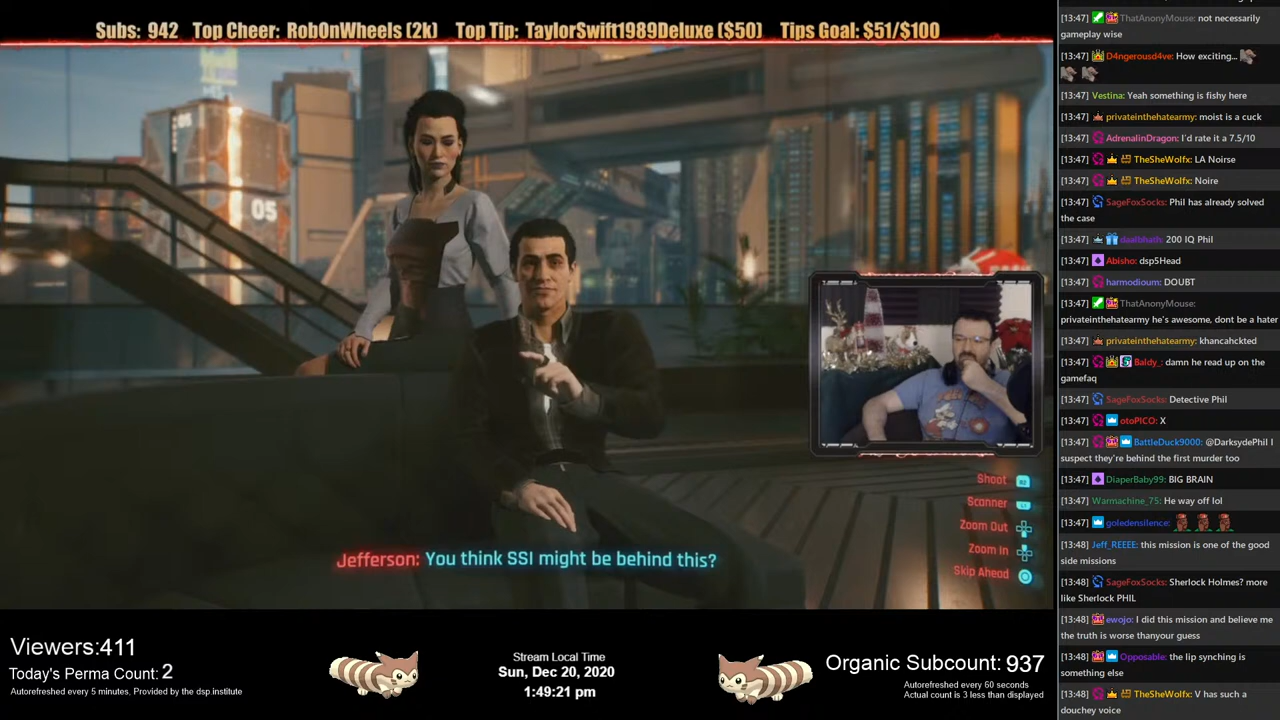 Subs: 942 Top Cheer: RobOnWheels (2k) Top Tip: TaylorSwift1989Deluxe ($50) Tips Goal: $51/$100
05
05
Shoot
Scanner
Zoom Out
Zoom In
Skip Ahead
Jefferson: You think SSI might be behind this?
Viewers:411
Today's Perma Count: 2
Autorefreshed every 5 minutes, Provided by the dsp.institute
Stream Local Time
Sun, Dec 20, 2020
1:49:21 pm
Organic Subcount: 937
Autorefreshed every 60 seconds
Actual count is 3 less than displayed
[13:47] ThatAnonyMouse: not necessarily
gameplay wise
[13:47] D4ngerousd4ve: How exciting...
[13:47] Vestina: Yeah something is fishy here
[13:47] privateinthehatearmy: moist is a cuck
[13:47] AdrenalinDragon: I'd rate it a 7.5/10
[13:47] TheSheWolfx: LA Noirse
[13:47] TheSheWolfx: Noire
[13:47] SageFoxSocks: Phil has already solved
the case
[13:47] daalbhath: 200 IQ Phil
[13:47] Abisho: dsp5Head
[13:47] harmodioum: DOUBT
[13:47] ThatAnonyMouse:
privateinthehatearmy he's awesome, dont be a hater
[13:47] privateinthehatearmy: khancahckted
[13:47] Baldy_: damn he read up on the
gamefaq
[13:47] SageFoxSocks: Detective Phil
[13:47] otoPICO: X
[13:47] BattleDuck9000: @DarksydePhil I
suspect they're behind the first murder too
[13:47] DiaperBaby99: BIG BRAIN
[13:47] Warmachine_75: He way off lol
[13:47] goledensilence:
[13:48] Jeff_REEEE: this mission is one of the good
side missions
[13:48] SageFoxSocks: Sherlock Holmes? more
like Sherlock PHIL
[13:48] ewojo: I did this mission and believe me
the truth is worse thanyour guess
[13:48] Opposable: the lip synching is
something else
[13:48] TheSheWolfx: V has such a
douchey voice